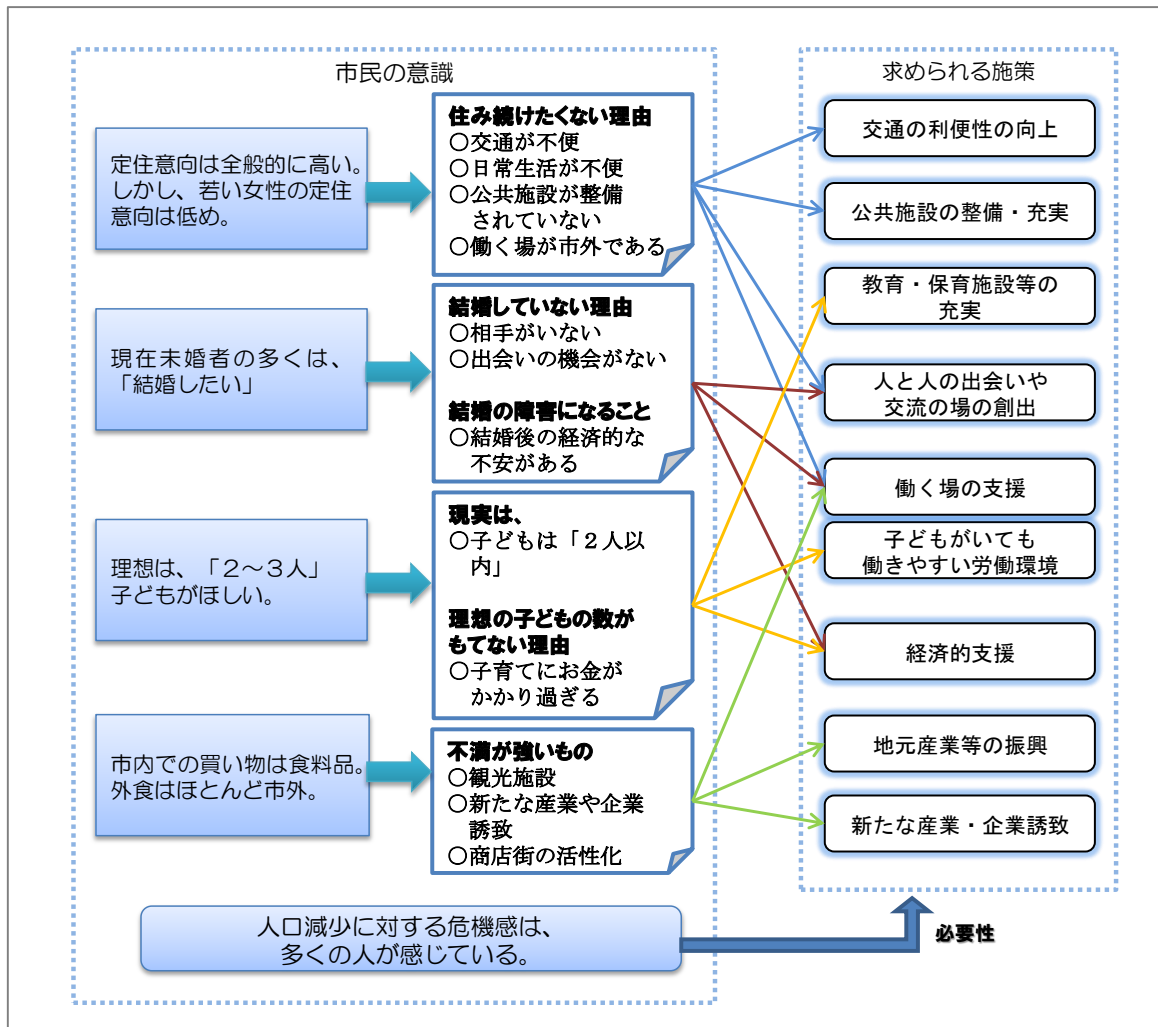 市民の意識
定住意向は全般的に高い。
しかし、若い女性の定住
意向は低め。
住み続けたくない理由
○交通が不便
○日常生活が不便
○公共施設が整備
されていない
○働く場が市外である
現在未婚者の多くは、
「結婚したい」
結婚していない理由
○相手がいない
○出会いの機会がない
結婚の障害になること
○結婚後の経済的な
不安がある
理想は、「２～３人」
子どもがほしい。
現実は、
○子どもは「２人以
内」
理想の子どもの数が
もてない理由
○子育てにお金が
かかり過ぎる
市内での買い物は食料品。
外食はほとんど市外。
不満が強いもの
○観光施設
○新たな産業や企業
誘致
○商店街の活性化
人口減少に対する危機感は、
多くの人が感じている。
求められる施策
交通の利便性の向上
公共施設の整備・充実
教育・保育施設等の
充実
人と人の出会いや
交流の場の創出
働く場の支援
子どもがいても
働きやすい労働環境
経済的支援
地元産業等の振興
新たな産業・企業誘致
必要性